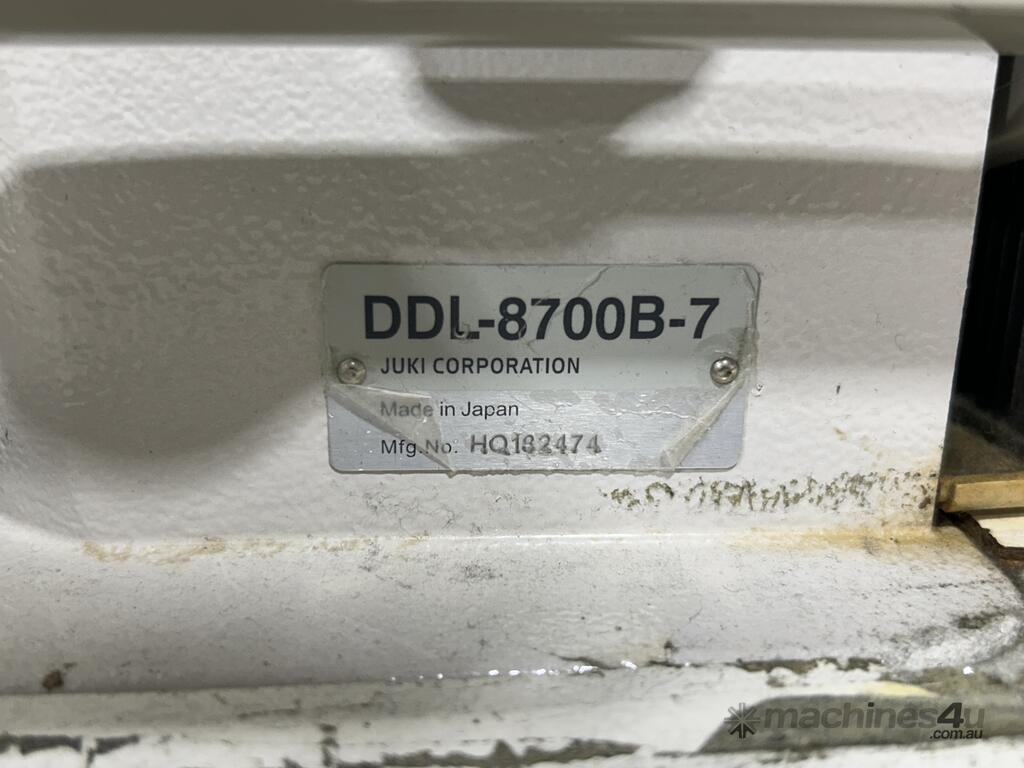 DDL-8700B-7
JUKI CORPORATION
Made in Japan
Mfg.No. HQ182474
machines4u
.com.au